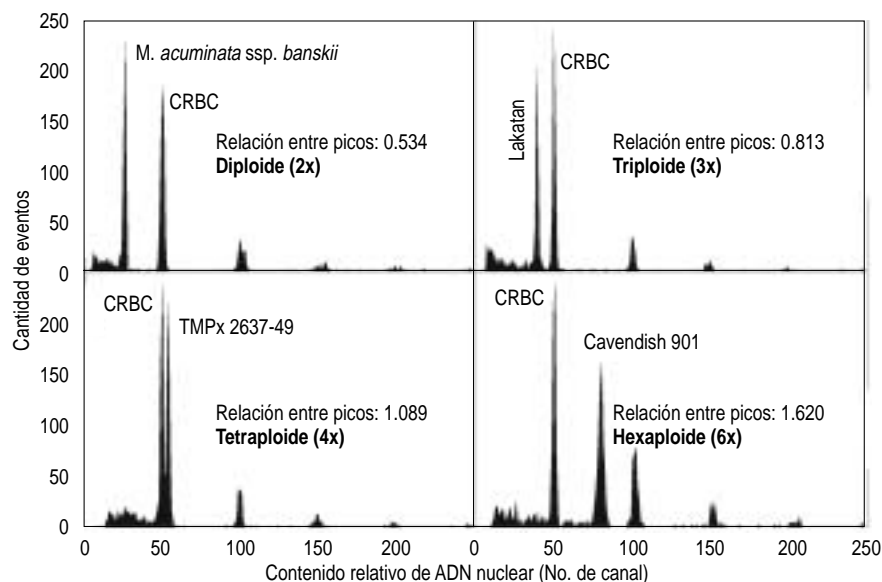 Cantidad de eventos
250
200
150
100
50
0
M. acuminata ssp. banskii
CRBC
Relación entre picos: 0.534
Diploide (2x)
Lakatan
CRBC
Relación entre picos: 0.813
Triploide (3x)
200
150
100
50
0
CRBC
TMPx 2637-49
Relación entre picos: 1.089
Tetraploide (4x)
CRBC
Cavendish 901
Relación entre picos: 1.620
Hexaploide (6x)
0 50 100 150 200 0 50 100 150 200 250
Contenido relativo de ADN nuclear (No. de canal)